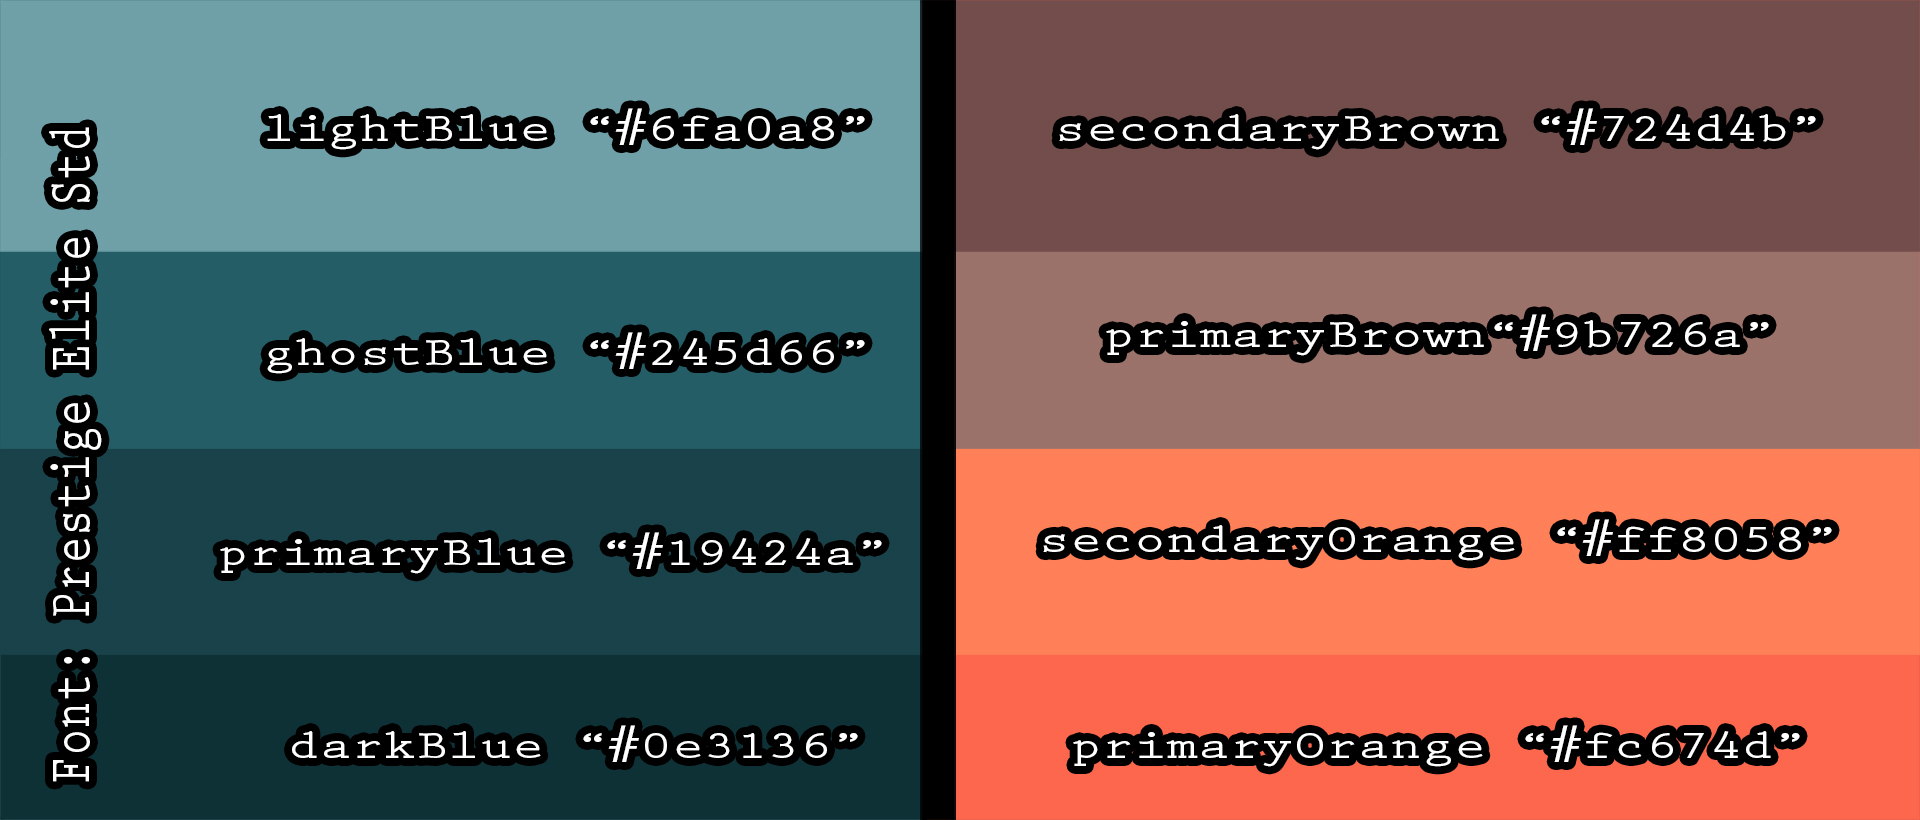 Font: Prestige Elite Std
lightBlue “#6fa0a8”
ghostBlue “#245d66”
primaryBlue “#19424a”
darkBlue “#0e3136”
secondaryBrown “#724d4b”
primaryBrown“#9b726a”
secondaryOrange “#ff8058”
primaryOrange “#fc674d”